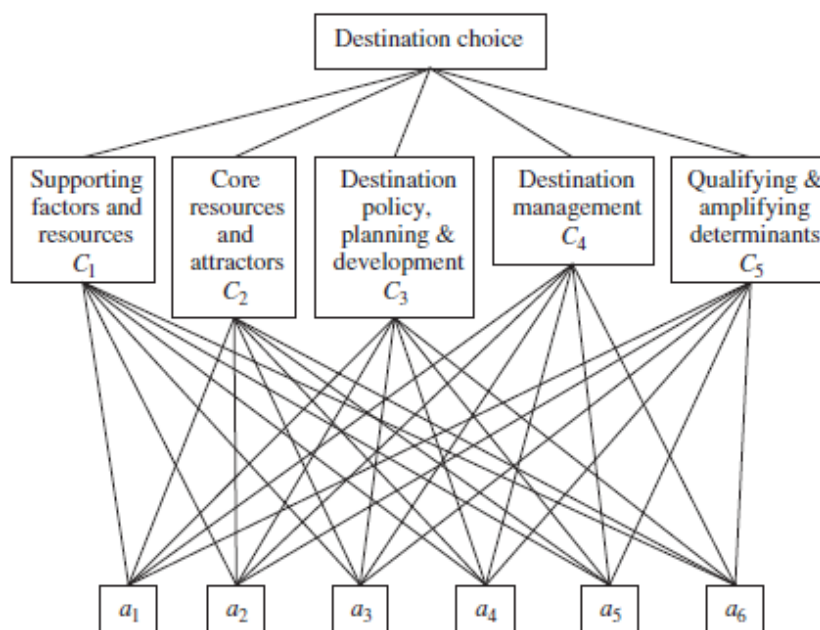 Destination choice
Supporting
factors and
resources
C1
Core
resources
and
attractors
C2
Destination
policy,
planning &
development
C3
Destination
management
C4
Qualifying &
amplifying
determinants
C5
a1
a2
a3
a4
a5
a6